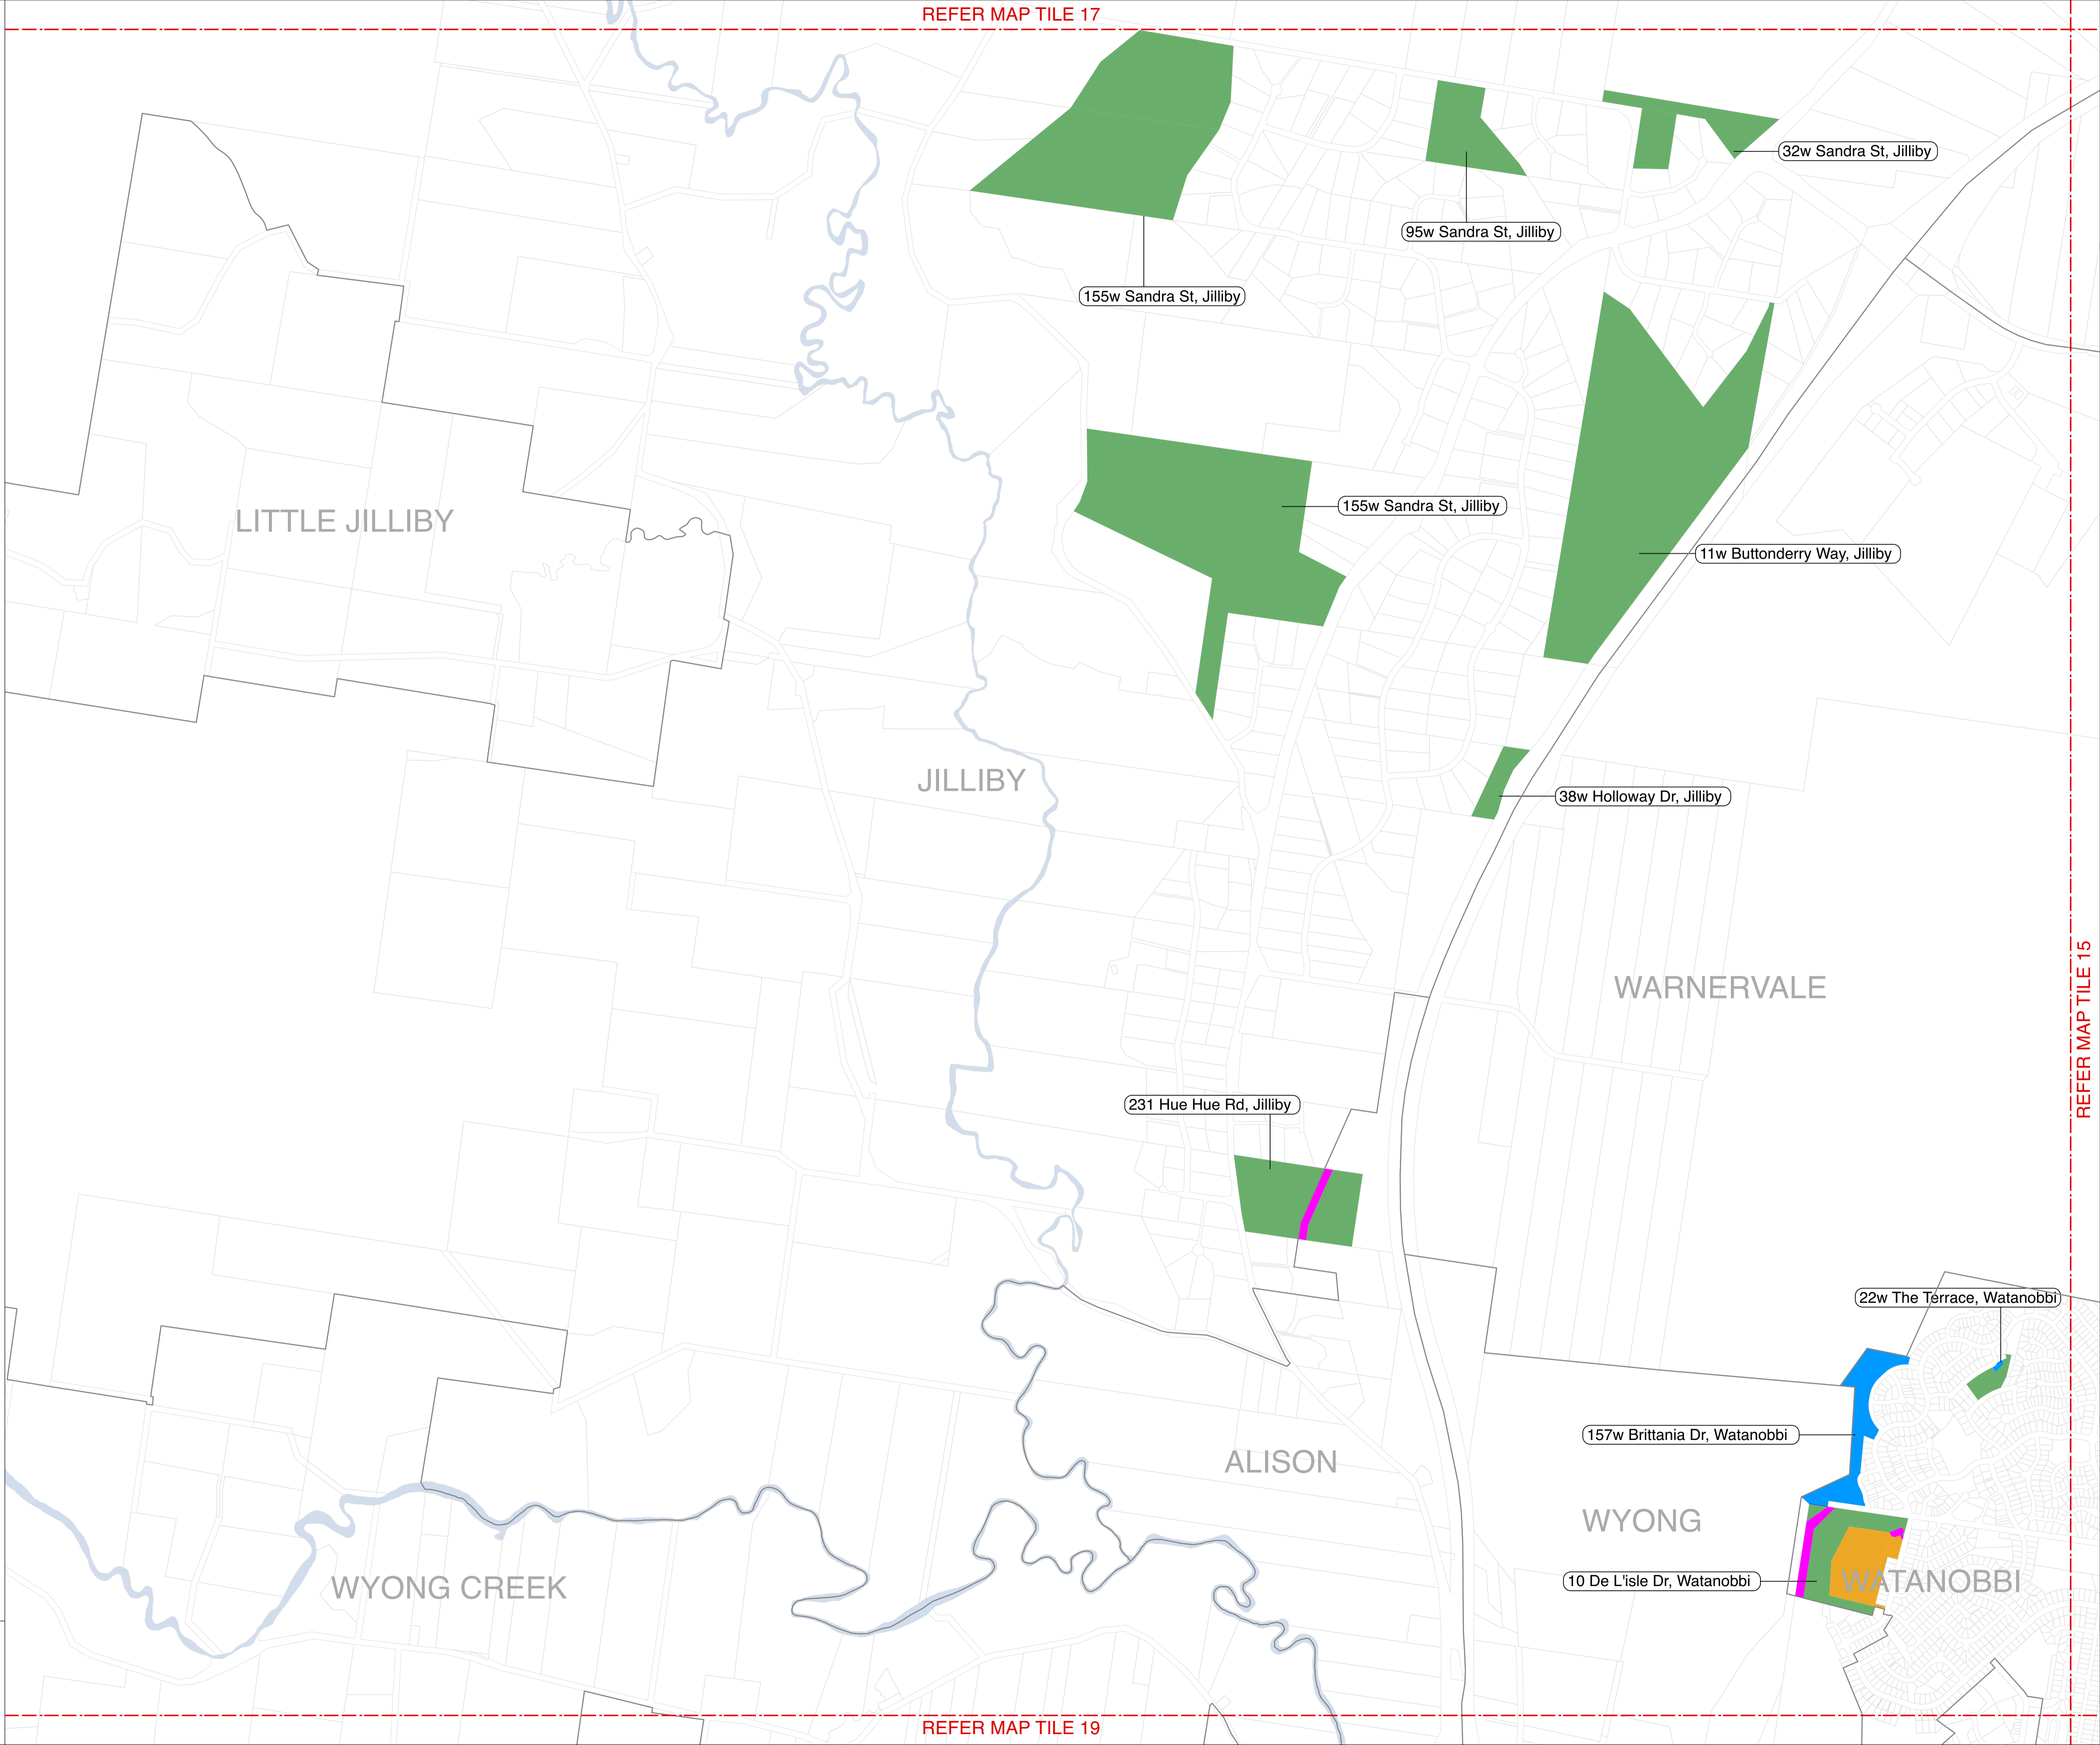 REFER MAP TILE 17
32w Sandra St, Jilliby
95w Sandra St, Jilliby
155w Sandra St, Jilliby
155w Sandra St, Jilliby
LITTLE JILLIBY
11w Buttonderry Way, Jilliby
JILLIBY
38w Holloway Dr, Jilliby
WARNERVALE
REFER MAP TILE 15
231 Hue Hue Rd, Jilliby
22w The Terrace, Watanobbi
157w Brittania Dr, Watanobbi
ALISON
WYONG
10 De L'isle Dr, Watanobbi
WATANOBBI
WYONG CREEK
REFER MAP TILE 19